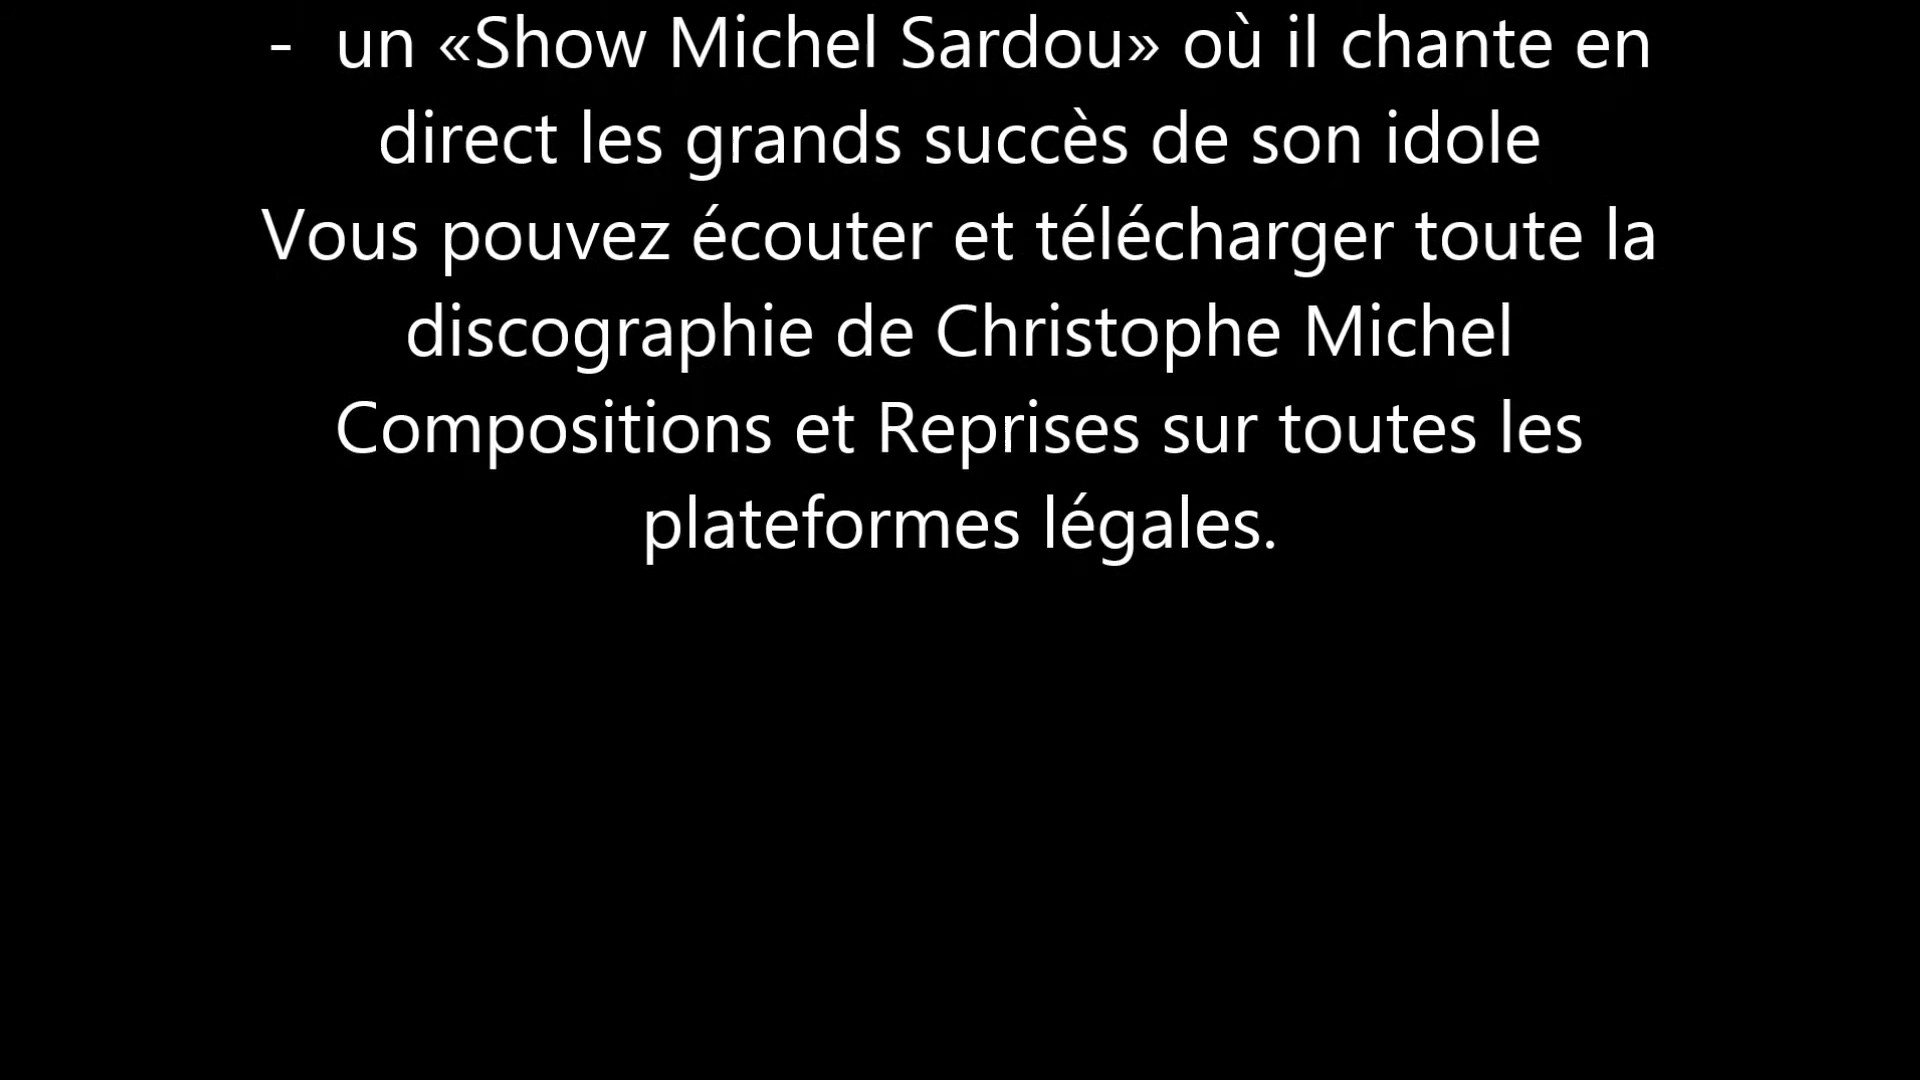 - un «Show Michel Sardou» où il chante en
direct les grands succès de son idole
Vous pouvez écouter et télécharger toute la
discographie de Christophe Michel
Compositions et Reprises sur toutes les
plateformes légales.